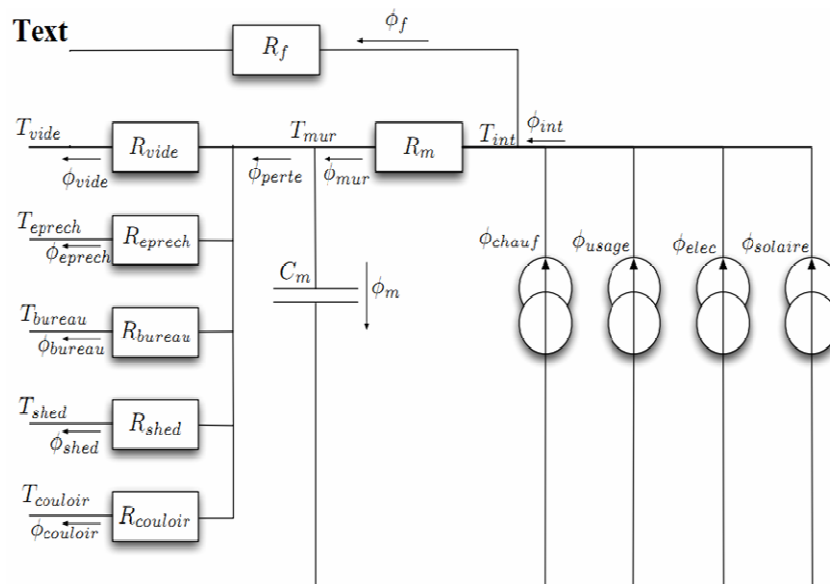 Text
R_f
ϕ_f
T_vide
R_vide
ϕ_vide
T_mur
ϕ_perte
ϕ_mur
R_m
T_int
ϕ_int
T_eprech
R_eprech
ϕ_eprech
C_m
ϕ_m
ϕ_chauf
ϕ_usage
ϕ_elec
ϕ_solaire
T_bureau
R_bureau
ϕ_bureau
T_shed
R_shed
ϕ_shed
T_couloir
R_couloir
ϕ_couloir